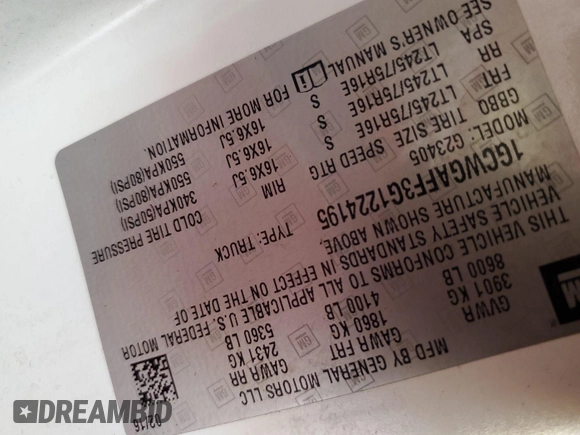 MFD BY GENERAL MOTORS LLC
02/16
GVWR GAWR FRT GAWR RR
3901 KG 1860 KG 2431 KG
8600 LB 4100 LB 5360 LB
THIS VEHICLE CONFORMS TO ALL APPLICABLE U.S. FEDERAL MOTOR
VEHICLE SAFETY STANDARDS IN EFFECT ON THE DATE OF
MANUFACTURE SHOWN ABOVE.
1GCWGAFF3G1224195 TYPE: TRUCK
MODEL: G23405
GBBQ TIRE SIZE SPEED RTG RIM COLD TIRE PRESSURE
FRT LT245/75R16E S 16X6.5J 340KPA(50PSI)
RR LT245/75R16E S 16X6.5J 550KPA(80PSI)
SPA LT245/75R16E S 16X6.5J 550KPA(80PSI)
SEE OWNER'S MANUAL FOR MORE INFORMATION.
DREAMBID